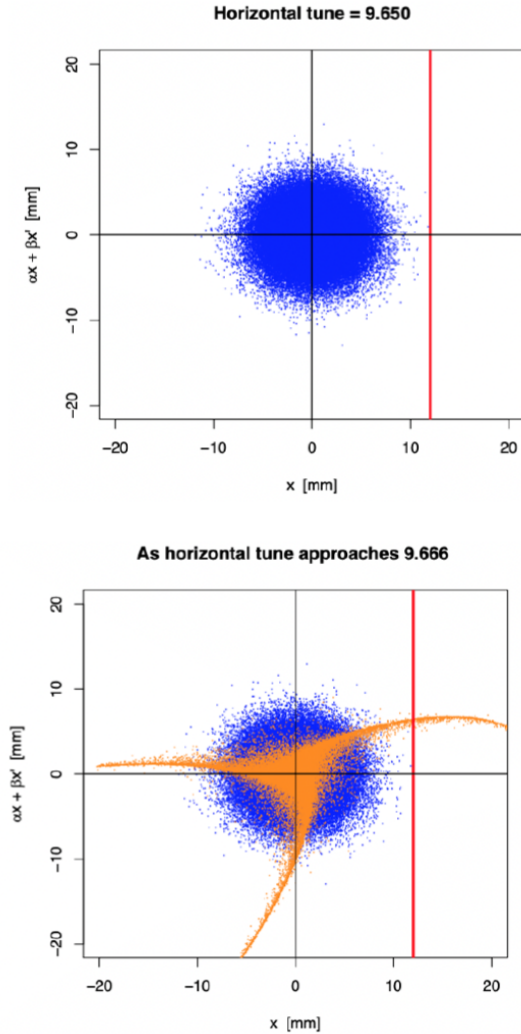 Horizontal tune = 9.650
20
10
0
−10
−20
αx + βx' [mm]
−20 −10 0 10 20
x [mm]
As horizontal tune approaches 9.666
20
10
0
−10
−20
αx + βx' [mm]
−20 −10 0 10 20
x [mm]